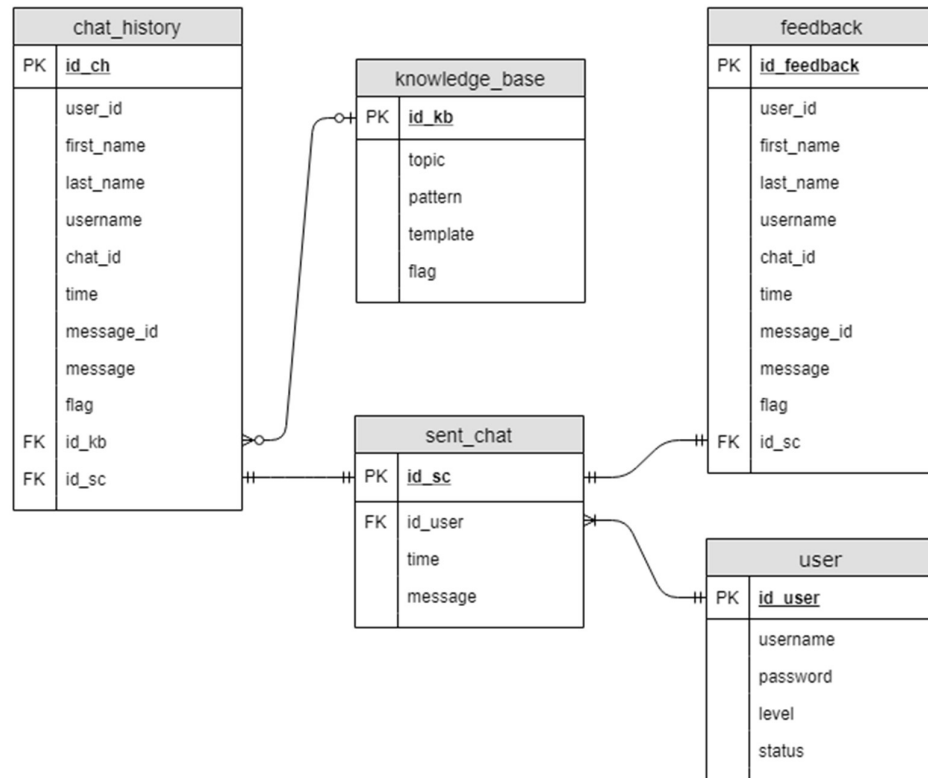 chat_history
PK id_ch
user_id
first_name
last_name
username
chat_id
time
message_id
message
flag
FK id_kb
FK id_sc
knowledge_base
PK id_kb
topic
pattern
template
flag
sent_chat
PK id_sc
FK id_user
time
message
feedback
PK id_feedback
user_id
first_name
last_name
username
chat_id
time
message_id
message
flag
FK id_sc
user
PK id_user
username
password
level
status